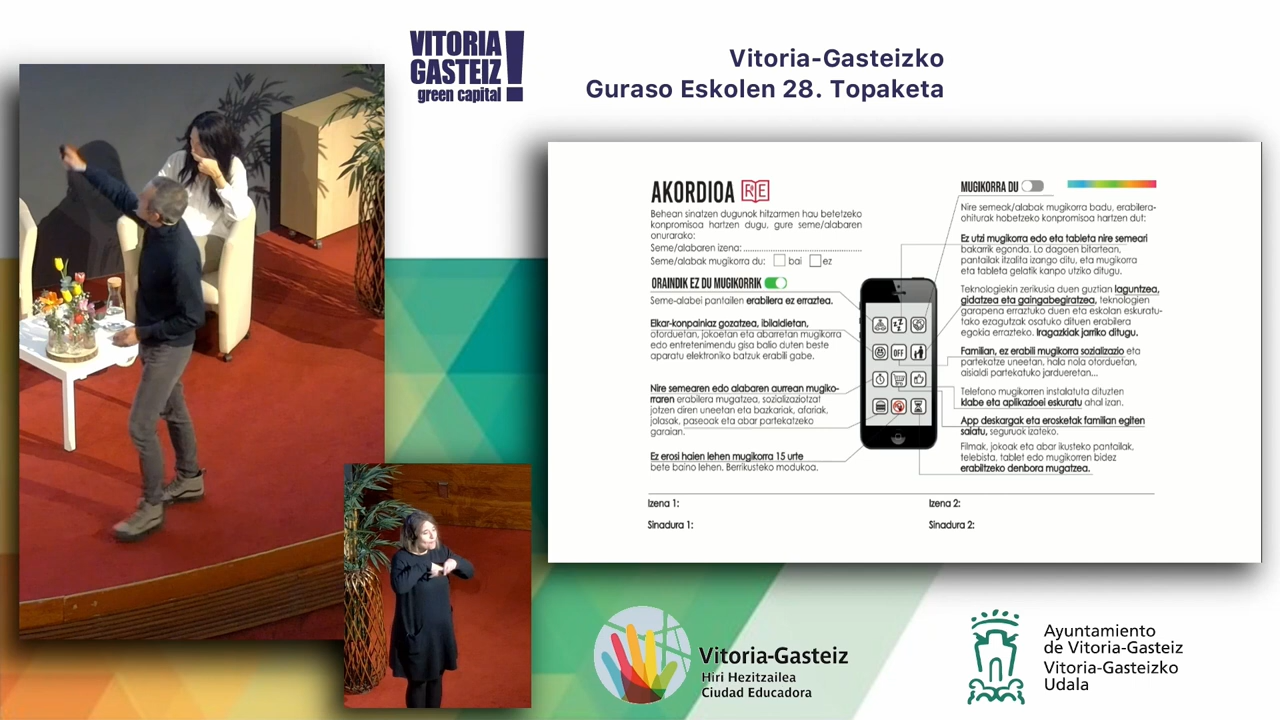 VITORIA
GASTEIZ!
green capital
Vitoria-Gasteizko
Guraso Eskolen 28. Topaketa
AKORDIOA RE
Behean sinatzen dugunok hitzarmen hau betetzeko
konpromisoa hartzen dugu, gure seme/alabaren
onurarako:
Seme/alabaren izena:
Seme/alabak mugikorra du: bai ez
ORAINDIK EZ DU MUGIKORRIK
Seme-alabei pantailen erabilera ez erraztea.
Elkar-konpainiaz gozatzea, ibilaldietan,
otorduetan, jokoetan eta abarretan mugikorra
edo entretenimendu gisa balio duten beste
aparatu elektroniko batzuk erabili gabe.
Nire semearen edo alabaren aurrean mugiko-
rraren erabilera mugatzea, sozializaziotzat
jotzen diren uneetan eta bazkariak, afariak,
jolasak, paseoak eta abar partekatzeko
garaian.
Ez erosi haien lehen mugikorra 15 urte
bete baino lehen. Berrikusteko modukoa.
OFF
MUGIKORRA DU
Nire semeak/alabak mugikorra badu, erabilera-
ohiturak hobetzeko konpromisoa hartzen dut:
Ez utzi mugikorra edo eta tableta nire semeari
bakarrik egonda. Lo dagoen bitartean,
pantailak itzalita izango ditu, eta mugikorra
eta tableta gelatik kanpo utziko ditugu.
Teknologiekin zerikusia duen guztian laguntzea,
gidatzea eta gaingabegiratzea, teknologien
garapena erraztuko duen eta eskolan eskuratu-
tako ezagutzak osatuko dituen erabilera
egokia errazteko. Iragazkiak jarriko ditugu.
Familian, ez erabili mugikorra sozializazio eta
partekatze uneetan, hala nola otorduetan,
aisialdi partekatuko jardueretan...
Telefono mugikorren instalatuta dituzten
klabe eta aplikazioei eskuratu ahal izan.
App deskargak eta erosketak familian egiten
saiatu, seguruak izateko.
Filmak, jokoak eta abar ikusteko pantailak,
telebista, tablet edo mugikorren bidez
erabiltzeko denbora mugatzea.
Izena 1:
Izena 2:
Sinadura 1:
Sinadura 2:
Vitoria-Gasteiz
Hiri Hezitzailea
Ciudad Educadora
Ayuntamiento
de Vitoria-Gasteiz
Vitoria-Gasteizko
Udala